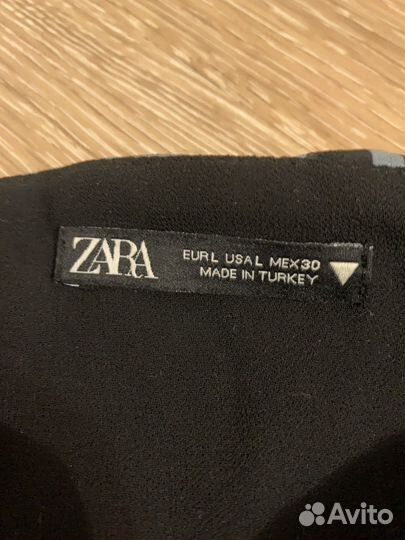 ZARA
EUR L USA L MEX 30
MADE IN TURKEY
Avito